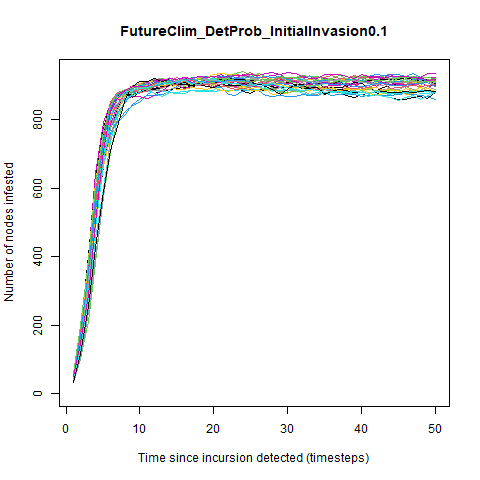 FutureClim_DetProb_InitialInvasion0.1
Number of nodes infested
800
600
400
200
0
0 10 20 30 40 50
Time since incursion detected (timesteps)